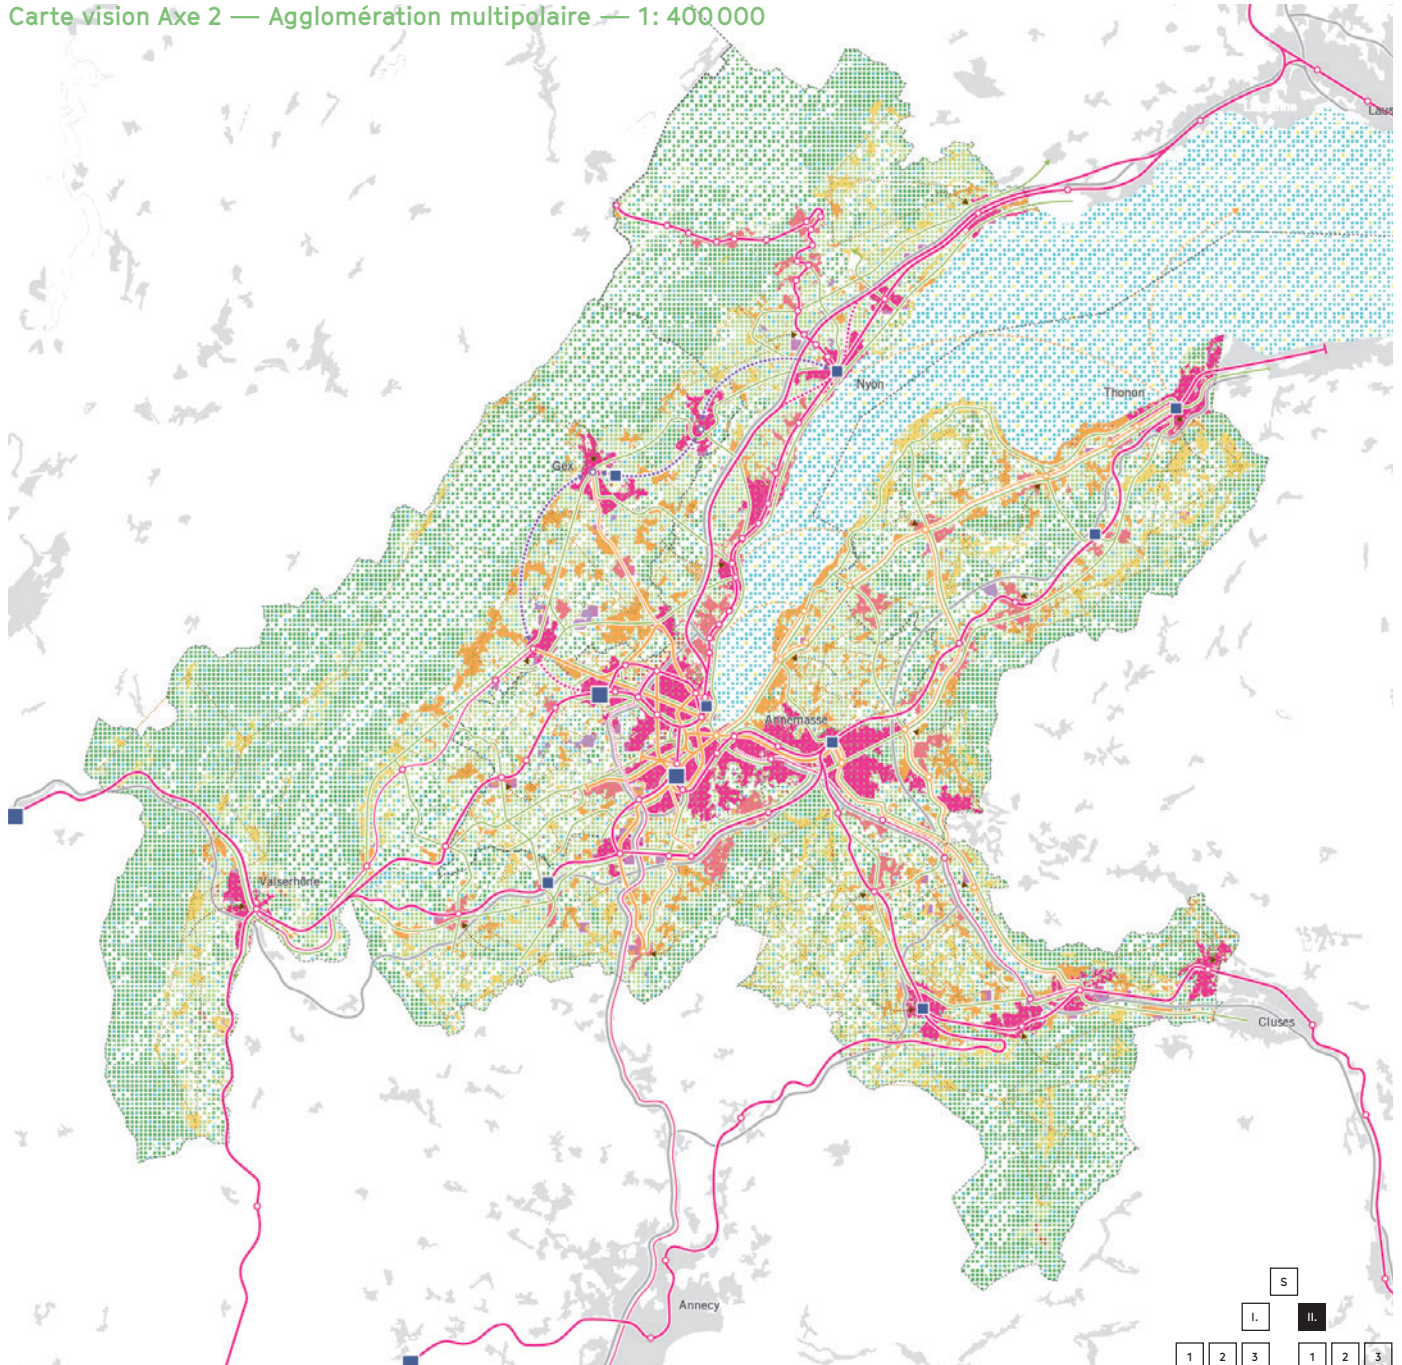 Carte vision Axe 2 — Agglomération multipolaire — 1: 400 000
Laus
Nyon
Thonon
Gex
Annemasse
Valserhône
Cluses
Annecy
S
I. II.
1 2 3 1 2 3